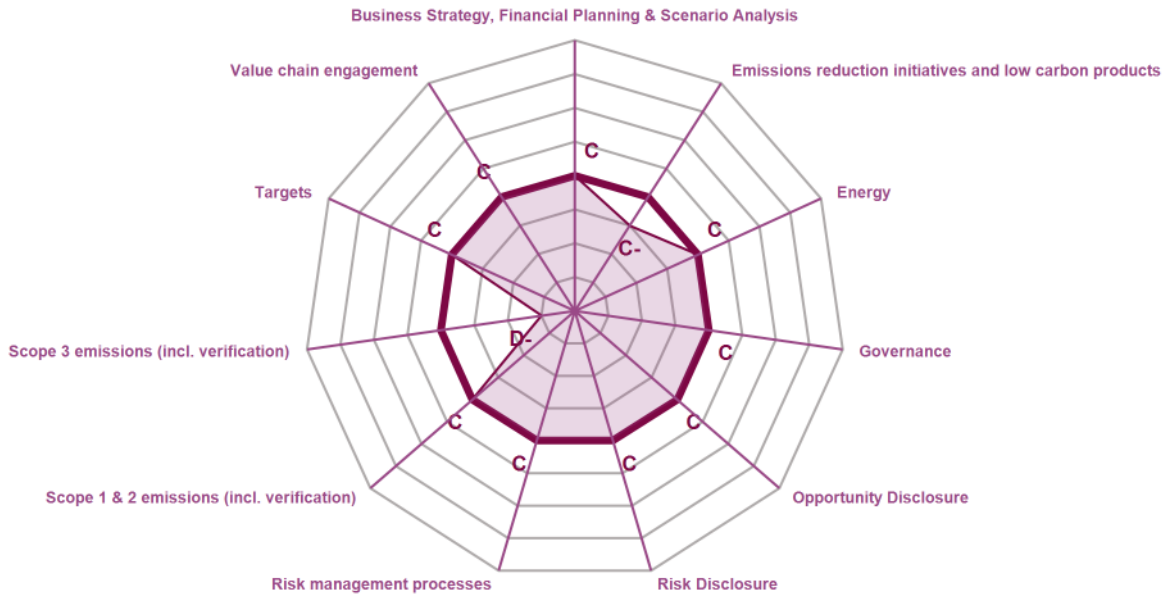 Business Strategy, Financial Planning & Scenario Analysis
Value chain engagement
Emissions reduction initiatives and low carbon products
C
C
Targets
Energy
C
C-
C
D-
Scope 3 emissions (incl. verification)
C
Governance
C
C
C
C
Scope 1 & 2 emissions (incl. verification)
Opportunity Disclosure
Risk management processes
Risk Disclosure